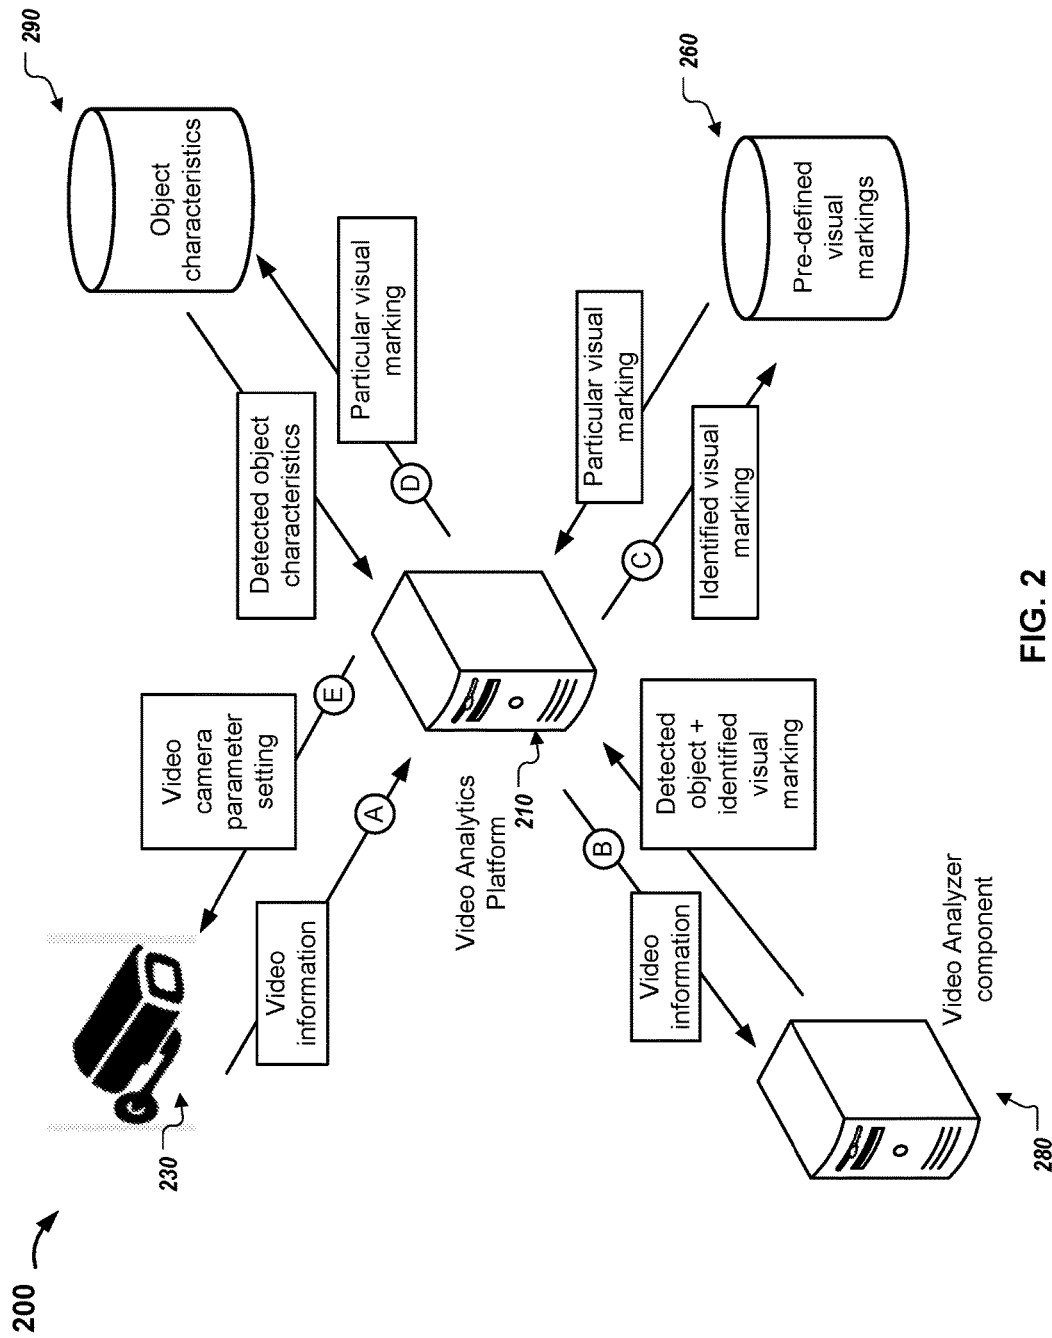 200
230
Video
information
A
Video
camera
parameter
setting
E
290
Object
characteristics
Detected object
characteristics
Particular visual
marking
D
Video Analytics
Platform
210
Video
information
B
Detected
object +
identified
visual
marking
Video Analyzer
component
280
Particular visual
marking
C
Identified visual
marking
260
Pre-defined
visual
markings
FIG. 2